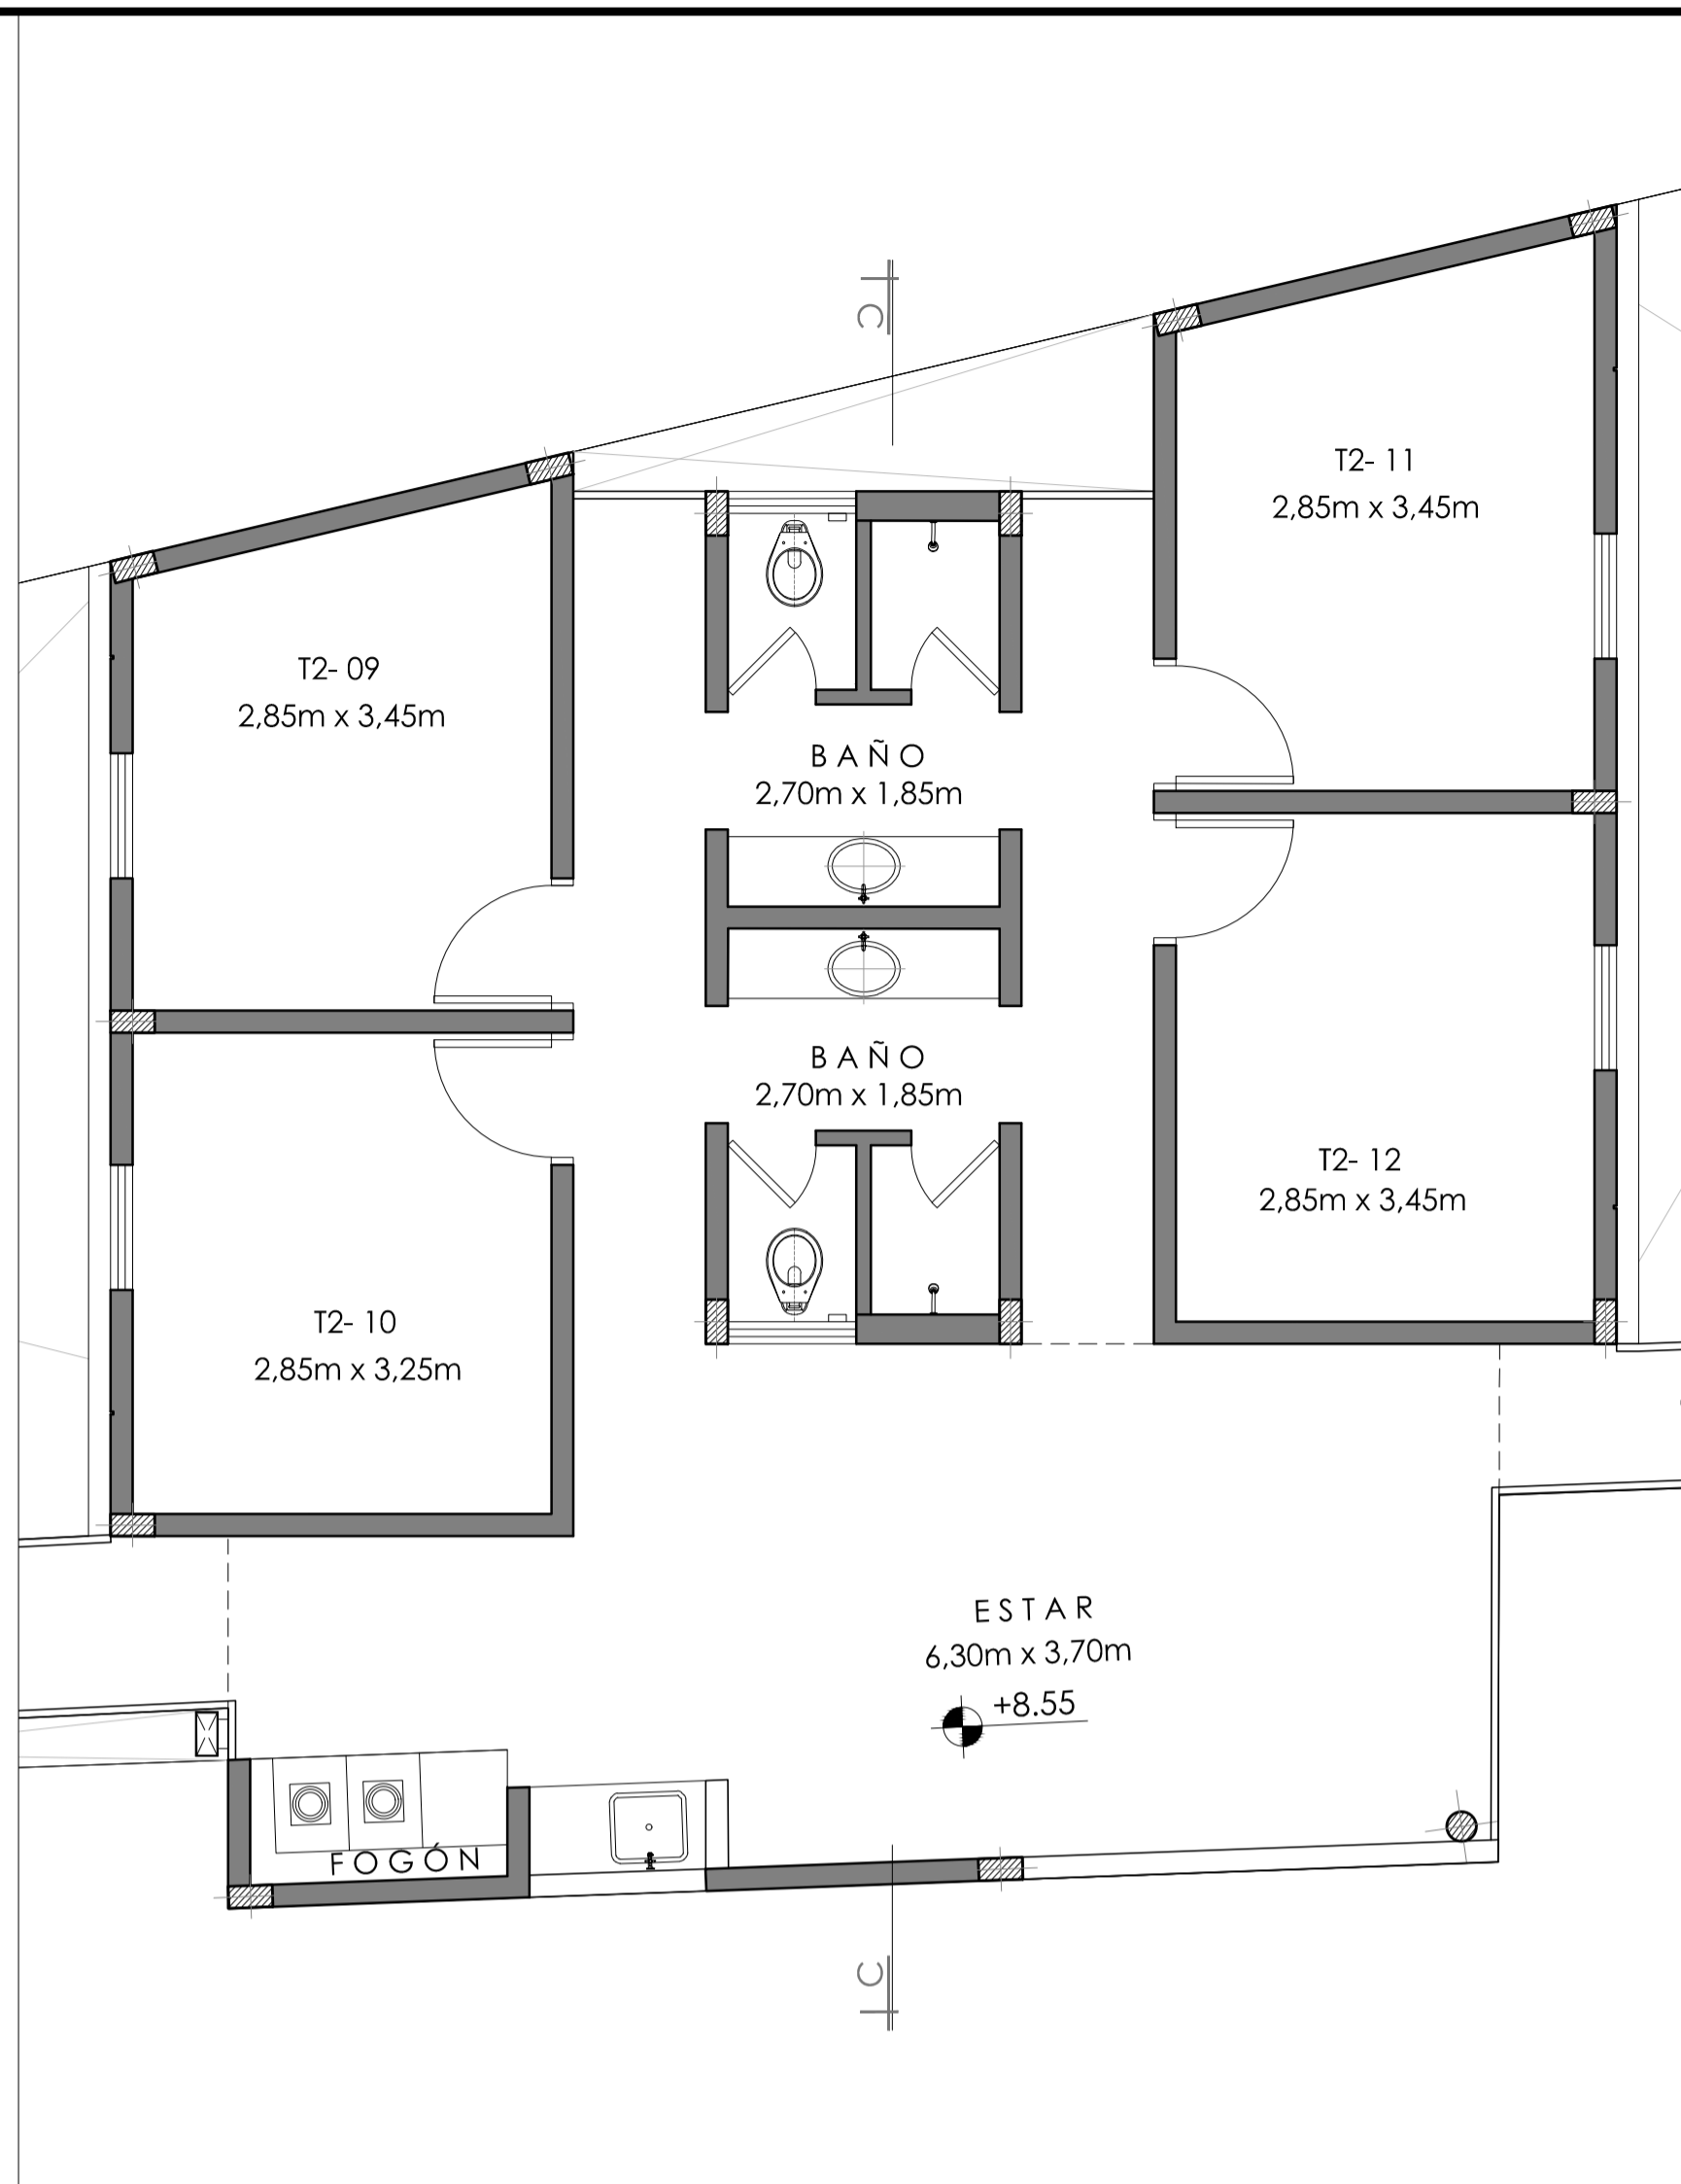 C
T2- 11
2,85m x 3,45m
T2- 09
2,85m x 3,45m
BAÑO
2,70m x 1,85m
BAÑO
2,70m x 1,85m
T2- 12
2,85m x 3,45m
T2- 10
2,85m x 3,25m
ESTAR
6,30m x 3,70m
+8.55
FOGÓN
C